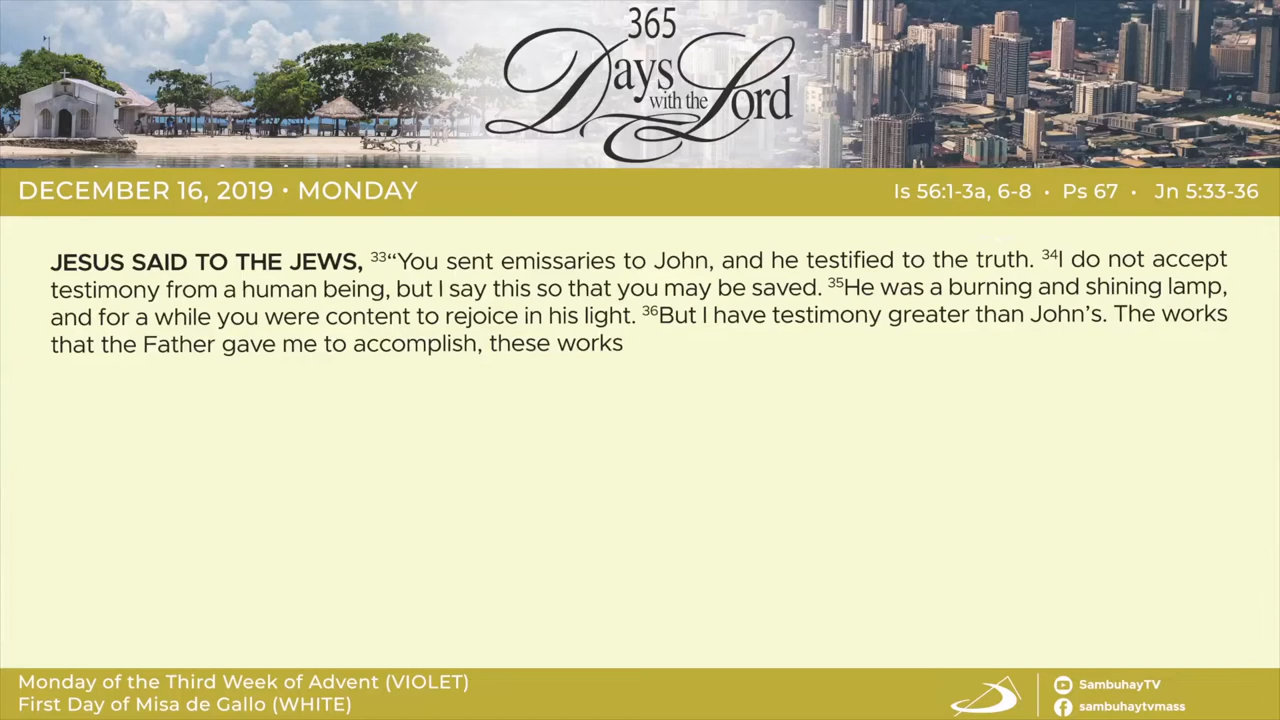 365
Days with the Lord
DECEMBER 16, 2019 • MONDAY
Is 56:1-3a, 6-8 • Ps 67 • Jn 5:33-36
JESUS SAID TO THE JEWS, ³³“You sent emissaries to John, and he testified to the truth. ³⁴I do not accept
testimony from a human being, but I say this so that you may be saved. ³⁵He was a burning and shining lamp,
and for a while you were content to rejoice in his light. ³⁶But I have testimony greater than John’s. The works
that the Father gave me to accomplish, these works
Monday of the Third Week of Advent (VIOLET)
First Day of Misa de Gallo (WHITE)
SambuhayTV
sambuhaytvmass